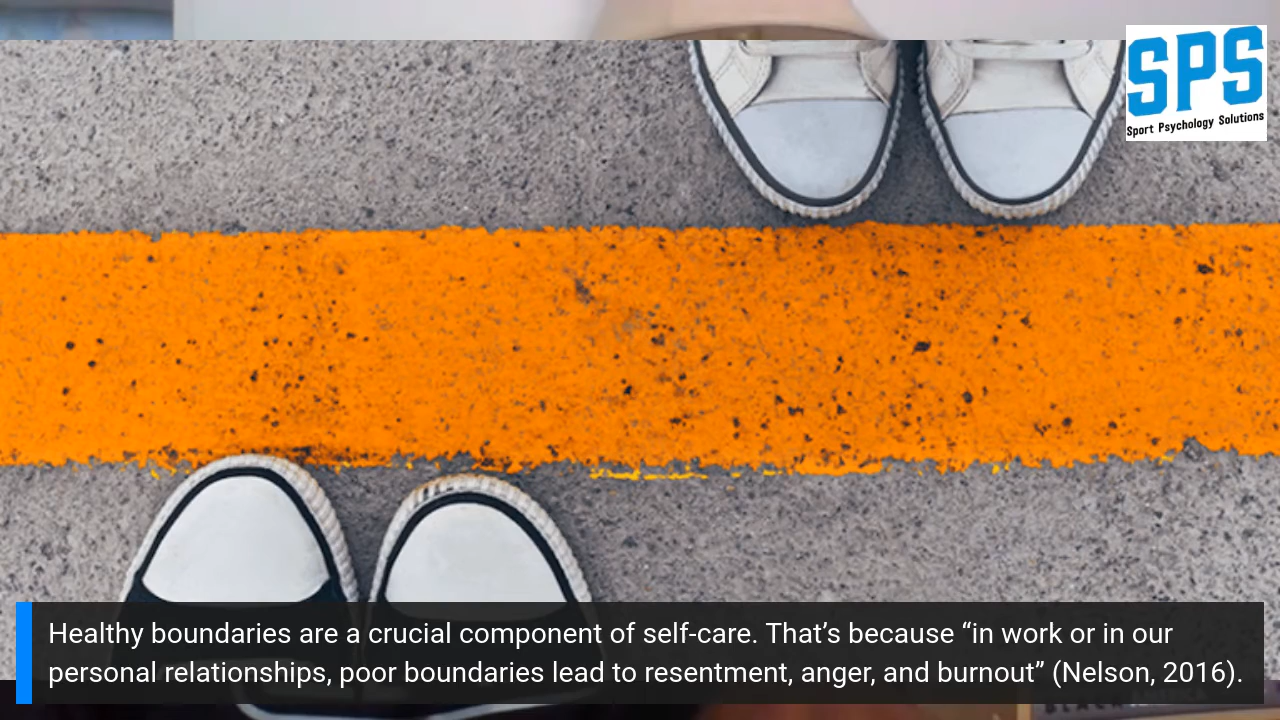 SPS
Sport Psychology Solutions
Healthy boundaries are a crucial component of self-care. That’s because “in work or in our
personal relationships, poor boundaries lead to resentment, anger, and burnout” (Nelson, 2016).